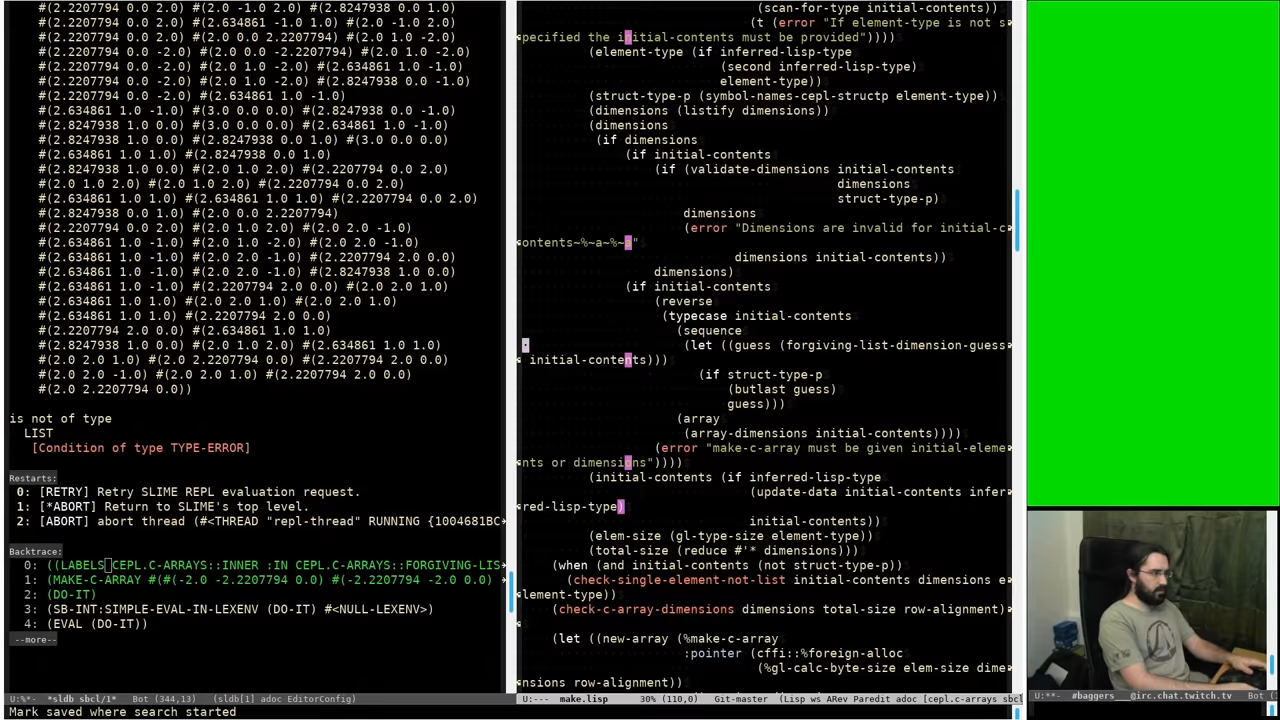 #(2.2207794 2.0 0.0) #(2.0 -1.0 2.0) #(2.8247938 0.0 1.0)
#(2.2207794 0.0 2.0) #(2.634861 1.0 1.0)
#(2.0 0.0 2.2207794) #(2.0 1.0 2.0)
#(2.2207794 0.0 -2.0) #(2.0 1.0 -2.0)
#(2.2207794 0.0 -2.0) #(2.634861 1.0 -1.0)
#(2.0 1.0 -2.0) #(2.8247938 0.0 -1.0)
#(2.2207794 0.0 -2.0) #(2.634861 1.0 -1.0)
#(2.634861 1.0 -1.0) #(3.0 0.0 0.0) #(2.8247938 0.0 -1.0)
#(2.8247938 1.0 0.0) #(3.0 0.0 0.0) #(2.634861 1.0 -1.0)
#(2.8247938 1.0 0.0) #(2.8247938 0.0 1.0) #(3.0 0.0 0.0)
#(2.634861 1.0 1.0) #(2.8247938 0.0 1.0)
#(2.8247938 1.0 0.0) #(2.0 1.0 2.0) #(2.2207794 0.0 2.0)
#(2.0 1.0 2.0) #(2.0 1.0 2.0) #(2.2207794 0.0 2.0)
#(2.634861 1.0 1.0) #(2.634861 1.0 1.0) #(2.2207794 0.0 2.0)
#(2.8247938 0.0 1.0) #(2.0 0.0 2.2207794)
#(2.2207794 0.0 2.0) #(2.0 1.0 -2.0) #(2.0 2.0 -1.0)
#(2.634861 1.0 -1.0) #(2.0 1.0 -2.0) #(2.0 2.0 -1.0)
#(2.634861 1.0 -1.0) #(2.0 2.0 -1.0) #(2.2207794 2.0 0.0)
#(2.634861 1.0 -1.0) #(2.0 2.0 -1.0) #(2.8247938 1.0 0.0)
#(2.634861 1.0 -1.0) #(2.2207794 2.0 0.0) #(2.0 2.0 1.0)
#(2.634861 1.0 1.0) #(2.0 2.0 1.0) #(2.0 2.0 1.0)
#(2.634861 1.0 1.0) #(2.2207794 2.0 0.0)
#(2.2207794 2.0 0.0) #(2.634861 1.0 1.0)
#(2.8247938 1.0 0.0) #(2.0 1.0 2.0) #(2.634861 1.0 1.0)
#(2.0 2.0 1.0) #(2.0 2.2207794 0.0) #(2.2207794 2.0 0.0)
#(2.0 2.0 -1.0) #(2.0 2.0 1.0) #(2.2207794 2.0 0.0)
#(2.0 2.2207794 0.0))
is not of type
LIST
[Condition of type TYPE-ERROR]
Restarts:
0: [RETRY] Retry SLIME REPL evaluation request.
1: [*ABORT] Return to SLIME's top level.
2: [ABORT] abort thread (#<THREAD "repl-thread" RUNNING {1004681BC
Backtrace:
0: ((LABELS CEPL.C-ARRAYS::INNER :IN CEPL.C-ARRAYS::FORGIVING-LIS
1: (MAKE-C-ARRAY #(#(-2.0 -2.2207794 0.0) #(-2.2207794 -2.0 0.0)
2: (DO-IT)
3: (SB-INT:SIMPLE-EVAL-IN-LEXENV (DO-IT) #<NULL-LEXENV>)
4: (EVAL (DO-IT))
--more--
U:%*- *sldb sbcl/1* Bot (344,13) (sldb[1] adoc EditorConfig)
Mark saved where search started
(scan-for-type initial-contents))
(t (error "If element-type is not s
pecified the initial-contents must be provided"))))
(element-type (if inferred-lisp-type
(second inferred-lisp-type)
element-type))
(struct-type-p (symbol-names-cepl-structp element-type))
(dimensions (listify dimensions))
(dimensions
(if dimensions
(if initial-contents
(if (validate-dimensions initial-contents
dimensions
struct-type-p)
dimensions
(error "Dimensions are invalid for initial-c
ontents~%~a~%~a"
dimensions initial-contents))
dimensions)
(if initial-contents
(reverse
(typecase initial-contents
(sequence
(let ((guess (forgiving-list-dimension-guess
initial-contents)))
(if struct-type-p
(butlast guess)
guess)))
(array
(array-dimensions initial-contents))))
(error "make-c-array must be given initial-eleme
nts or dimensions"))))
(initial-contents (if inferred-lisp-type
(update-data initial-contents infer
red-lisp-type)
initial-contents))
(elem-size (gl-type-size element-type))
(total-size (reduce #'* dimensions)))
(when (and initial-contents (not struct-type-p))
(check-single-element-not-list initial-contents dimensions e
lement-type))
(check-c-array-dimensions dimensions total-size row-alignment)
(let ((new-array (%make-c-array
:pointer (cffi::%foreign-alloc
(%gl-calc-byte-size elem-size dime
nsions row-alignment))
U:--- make.lisp 30% (110,0) Git-master (Lisp ws ARev Paredit adoc [cepl.c-arrays sbcl
U:**- #baggers___@irc.chat.twitch.tv Bot (